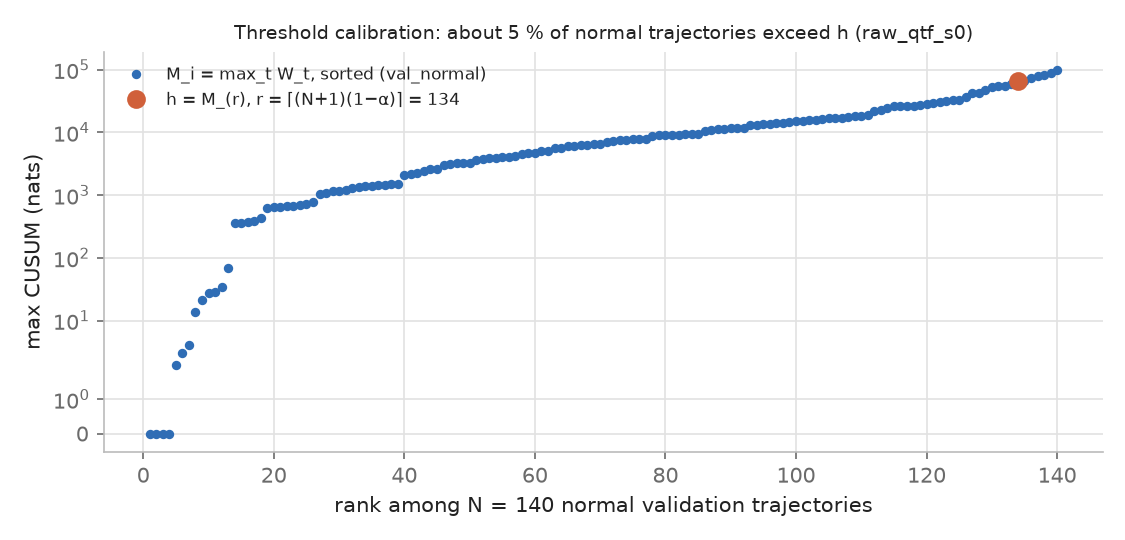 Threshold calibration: about 5 % of normal trajectories exceed h (raw_qtf_s0)
M_i = max_t W_t, sorted (val_normal)
h = M_(r), r = ⌈(N+1)(1−α)⌉ = 134
max CUSUM (nats)
10⁵
10⁴
10³
10²
10¹
10⁰
0
0 20 40 60 80 100 120 140
rank among N = 140 normal validation trajectories